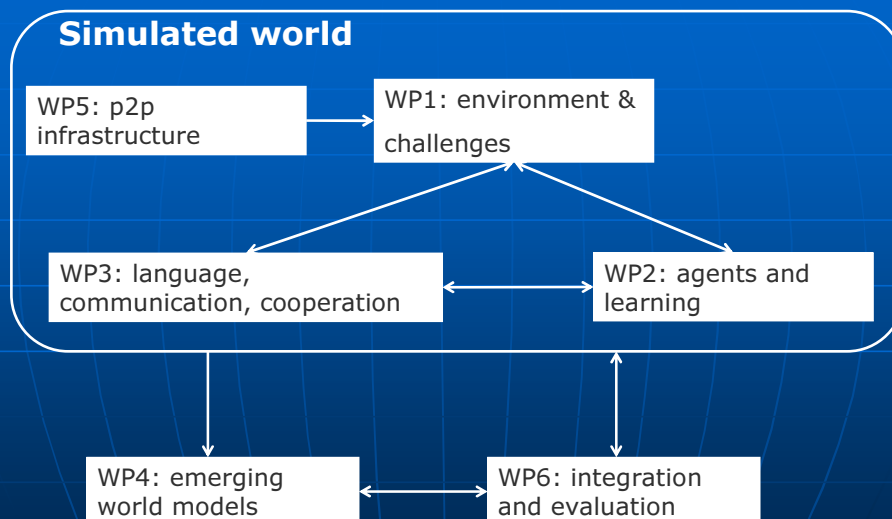 Simulated world
WP5: p2p
infrastructure
WP1: environment &
challenges
WP3: language,
communication, cooperation
WP2: agents and
learning
WP4: emerging
world models
WP6: integration
and evaluation